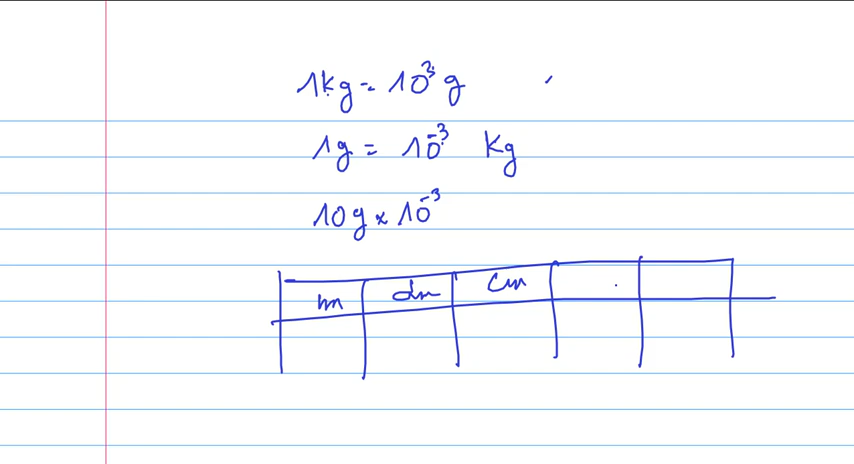 1kg = 10³ g
1g = 10⁻³ Kg
10g × 10⁻³
m dm cm